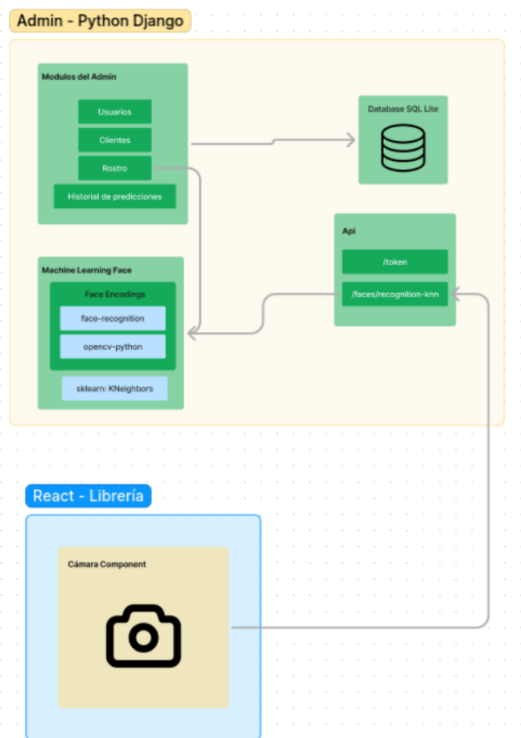 Admin - Python Django
Modulos del Admin
Usuarios
Clientes
Rostro
Historial de predicciones
Database SQL Lite
Api
/token
/faces/recognition-knn
Machine Learning Face
Face Encodings
face-recognition
opencv-python
sklearn: KNeighbors
React - Librería
Cámara Component